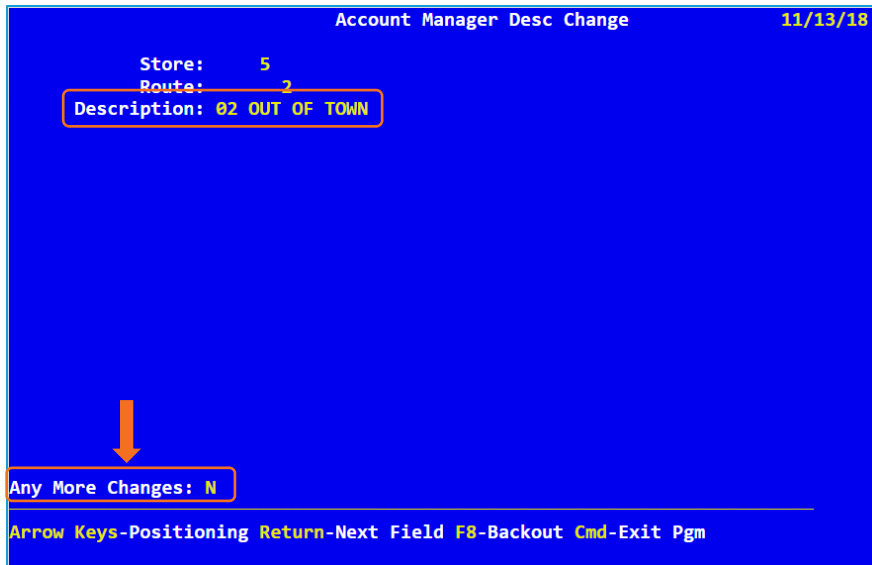 Account Manager Desc Change 11/13/18
Store: 5
Route: 2
Description: 02 OUT OF TOWN
Any More Changes: N
Arrow Keys-Positioning Return-Next Field F8-Backout Cmd-Exit Pgm